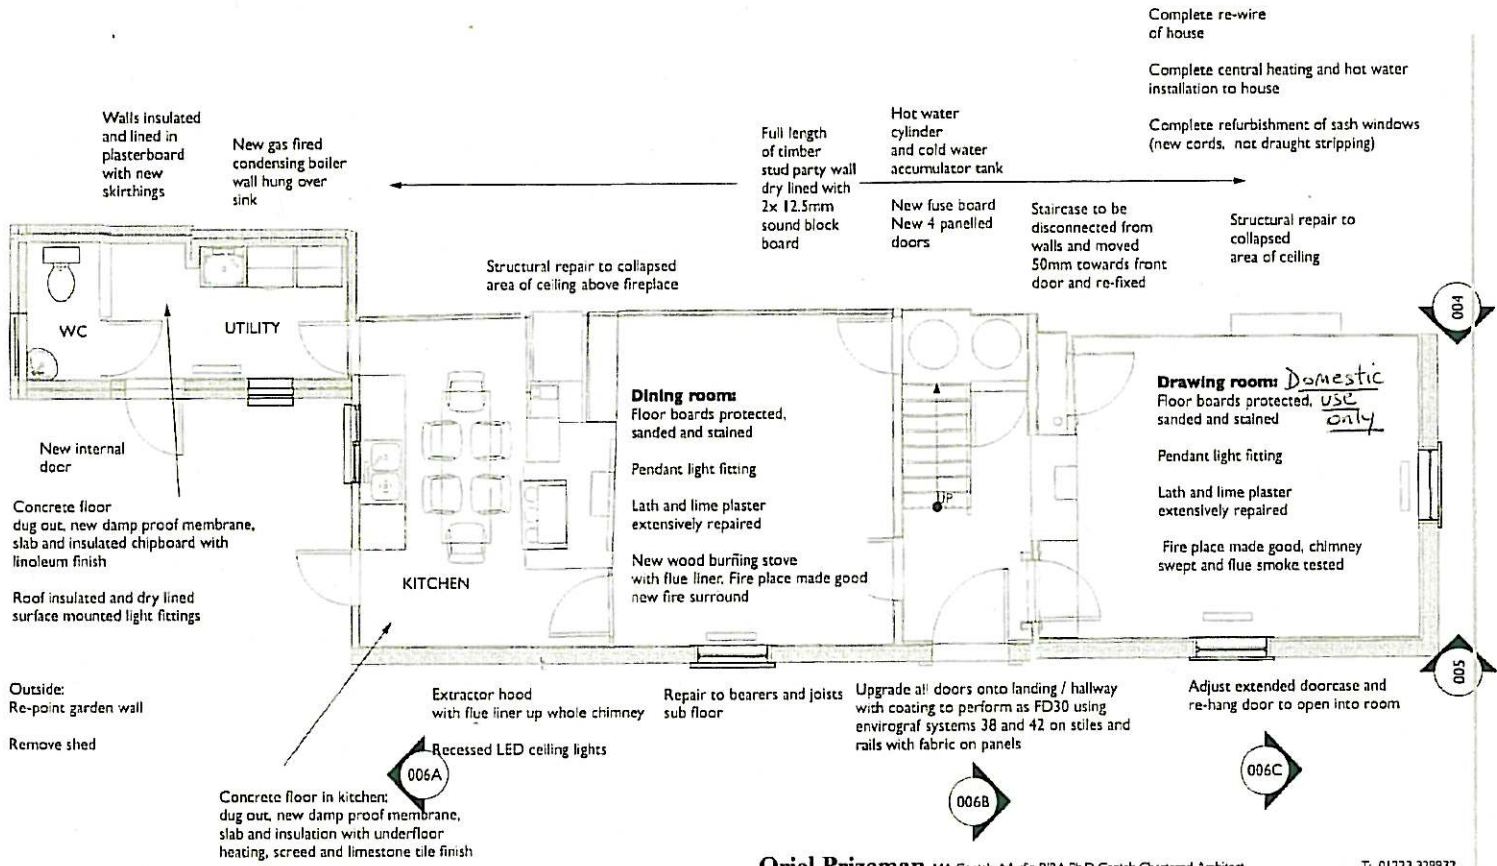 Complete re-wire
of house
Complete central heating and hot water
installation to house
Complete refurbishment of sash windows
(new cords, not draught stripping)
Walls insulated
and lined in
plasterboard
with new
skirthings
New gas fired
condensing boiler
wall hung over
sink
Full length
of timber
stud party wall
dry lined with
2x 12.5mm
sound block
board
Hot water
cylinder
and cold water
accumulator tank
New fuse board
New 4 panelled
doors
Staircase to be
disconnected from
walls and moved
50mm towards front
door and re-fixed
Structural repair to
collapsed
area of ceiling
Structural repair to collapsed
area of ceiling above fireplace
004
WC
UTILITY
Dining room:
Floor boards protected,
sanded and stained
Pendant light fitting
Lath and lime plaster
extensively repaired
New wood burning stove
with flue liner. Fire place made good
new fire surround
UP
Drawing room: Domestic
Floor boards protected, use
sanded and stained only
Pendant light fitting
Lath and lime plaster
extensively repaired
Fire place made good, chimney
swept and flue smoke tested
New internal
door
Concrete floor
dug out, new damp proof membrane,
slab and insulated chipboard with
linoleum finish
Roof insulated and dry lined
surface mounted light fittings
KITCHEN
Outside:
Re-point garden wall
Remove shed
Extractor hood
with flue liner up whole chimney
Recessed LED ceiling lights
Repair to bearers and joists
sub floor
Upgrade all doors onto landing / hallway
with coating to perform as FD30 using
envirograf systems 38 and 42 on stiles and
rails with fabric on panels
Adjust extended doorcase and
re-hang door to open into room
005
006A
006B
006C
Concrete floor in kitchen:
dug out, new damp proof membrane,
slab and insulation with underfloor
heating, screed and limestone tile finish
Oriel Prizeman